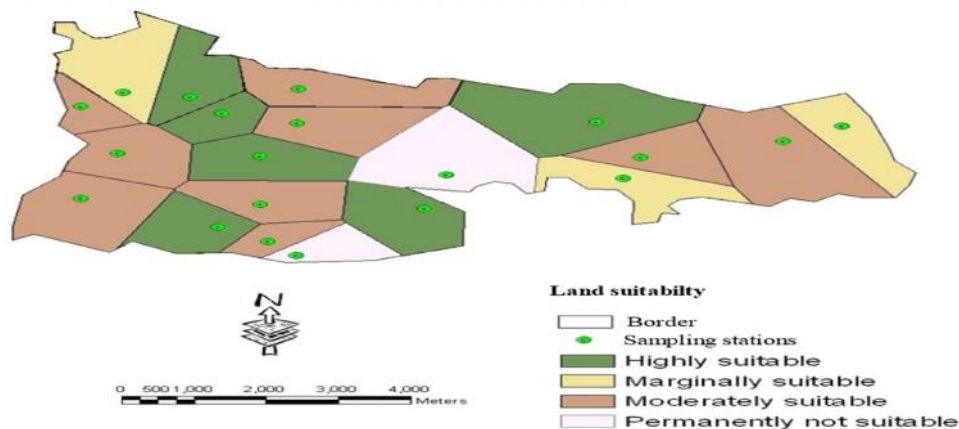 Land suitabilty
Border
Sampling stations
Highly suitable
Marginally suitable
Moderately suitable
Permanently not suitable
N
0 500 1,000 2,000 3,000 4,000
Meters